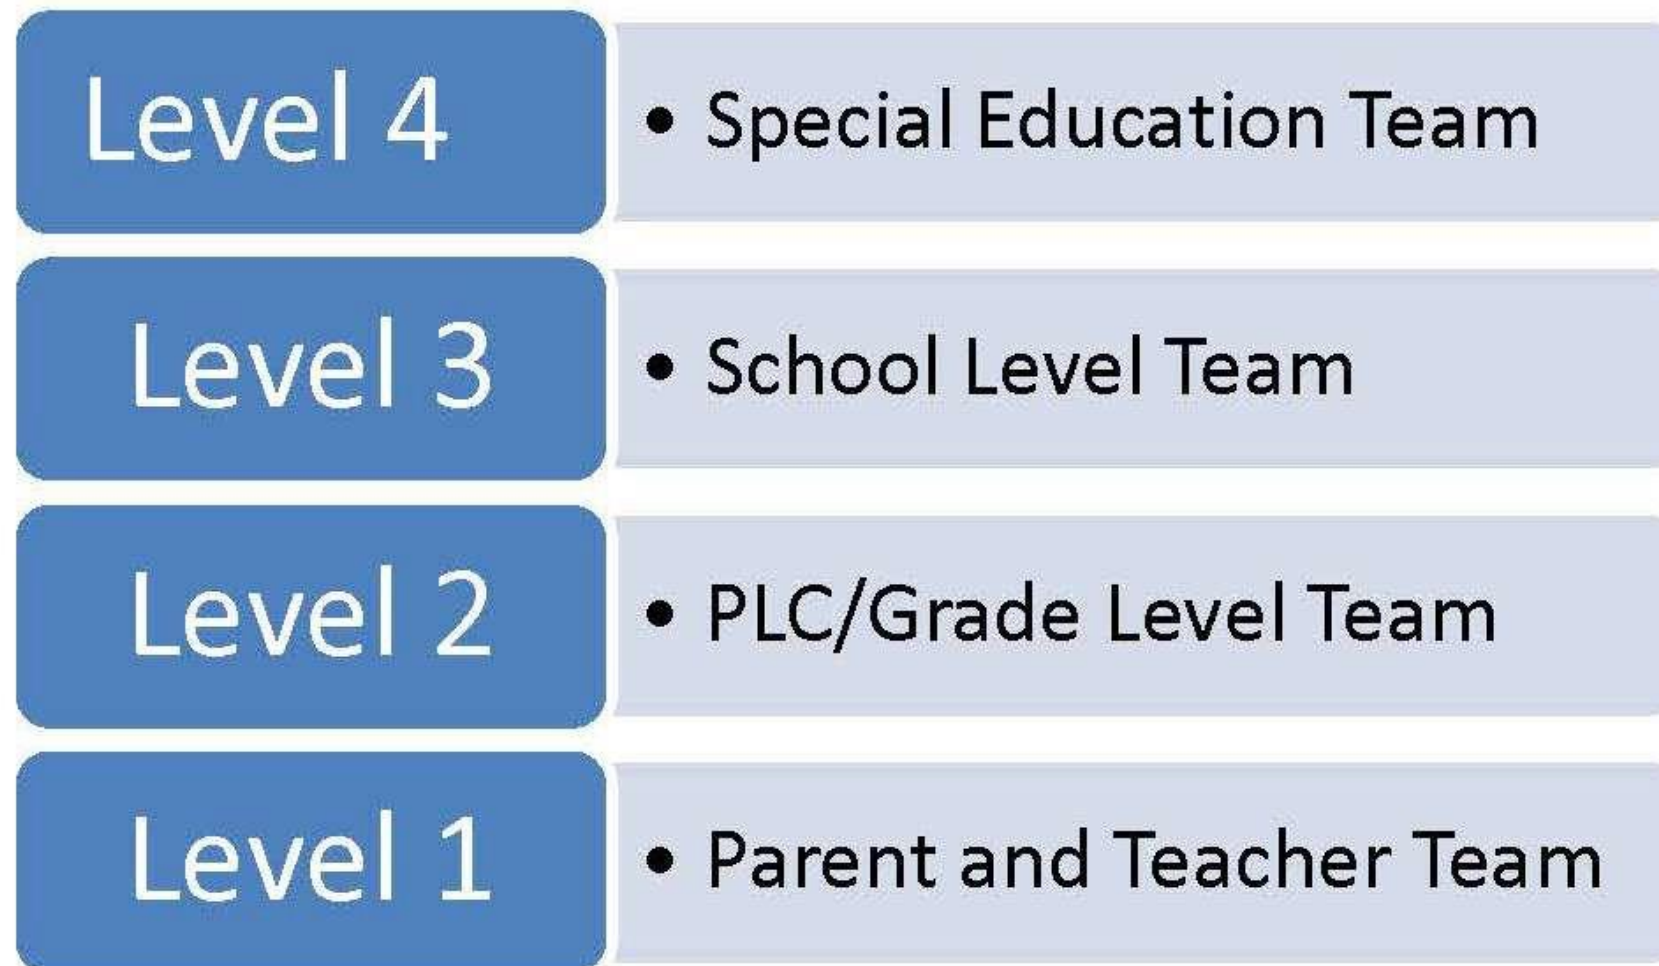 Level 4
• Special Education Team
Level 3
• School Level Team
Level 2
• PLC/Grade Level Team
Level 1
• Parent and Teacher Team